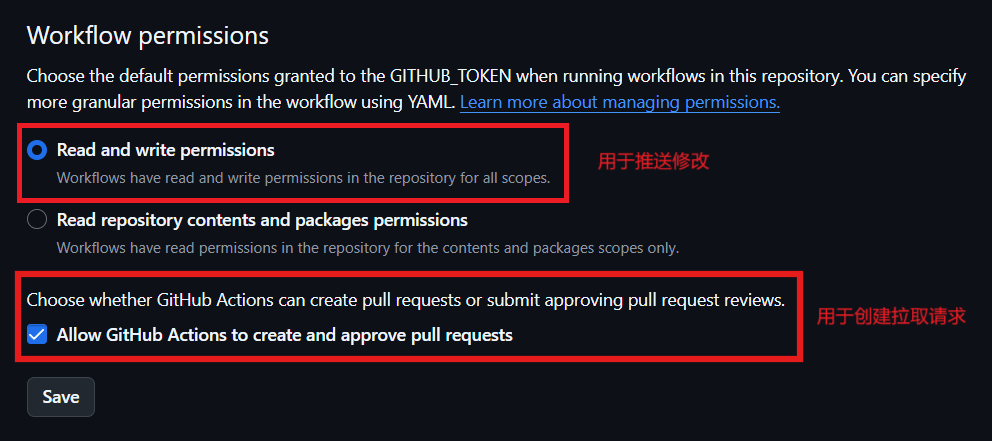 Workflow permissions
Choose the default permissions granted to the GITHUB_TOKEN when running workflows in this repository. You can specify
more granular permissions in the workflow using YAML. Learn more about managing permissions.
Read and write permissions
Workflows have read and write permissions in the repository for all scopes.
用于推送修改
Read repository contents and packages permissions
Workflows have read permissions in the repository for the contents and packages scopes only.
Choose whether GitHub Actions can create pull requests or submit approving pull request reviews.
Allow GitHub Actions to create and approve pull requests
用于创建拉取请求
Save